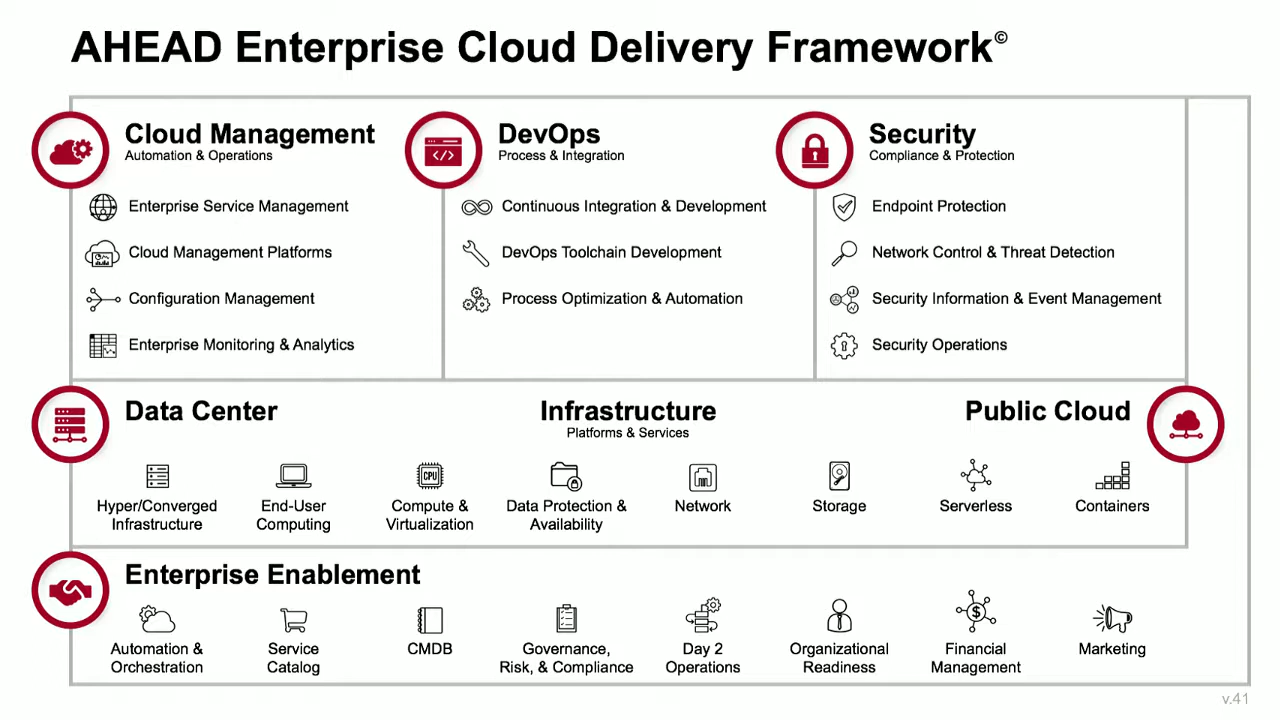 AHEAD Enterprise Cloud Delivery Framework©
Cloud Management
Automation & Operations
Enterprise Service Management
Cloud Management Platforms
Configuration Management
Enterprise Monitoring & Analytics
DevOps
Process & Integration
Continuous Integration & Development
DevOps Toolchain Development
Process Optimization & Automation
Security
Compliance & Protection
Endpoint Protection
Network Control & Threat Detection
Security Information & Event Management
Security Operations
Data Center
Infrastructure
Platforms & Services
Public Cloud
Hyper/Converged
Infrastructure
End-User
Computing
CPU
Compute &
Virtualization
Data Protection &
Availability
Network
Storage
Serverless
Containers
Enterprise Enablement
Automation &
Orchestration
Service
Catalog
CMDB
Governance,
Risk, & Compliance
Day 2
Operations
Organizational
Readiness
$
Financial
Management
Marketing
v.41